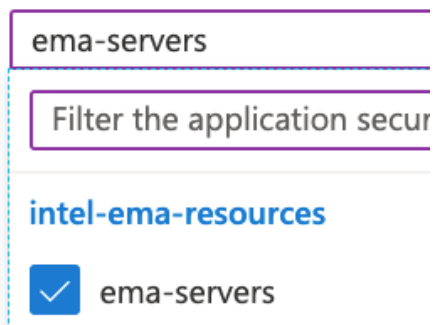 ema-servers
Filter the application secur
intel-ema-resources
ema-servers